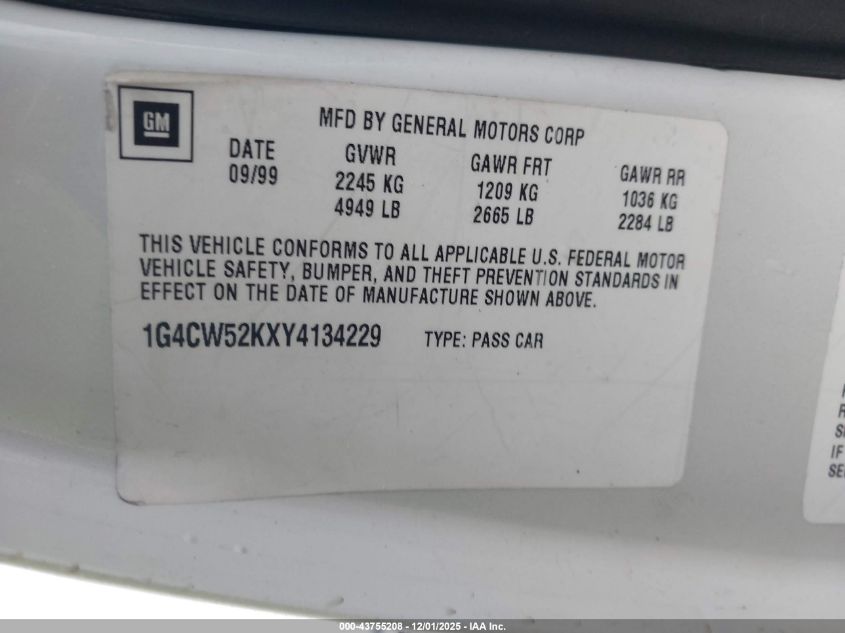 GM
MFD BY GENERAL MOTORS CORP
DATE GVWR GAWR FRT GAWR RR
09/99 2245 KG 1209 KG 1036 KG
4949 LB 2665 LB 2284 LB
THIS VEHICLE CONFORMS TO ALL APPLICABLE U.S. FEDERAL MOTOR
VEHICLE SAFETY, BUMPER, AND THEFT PREVENTION STANDARDS IN
EFFECT ON THE DATE OF MANUFACTURE SHOWN ABOVE.
1G4CW52KXY4134229 TYPE: PASS CAR
IF
000-43755208 - 12/01/2025 - IAA Inc.